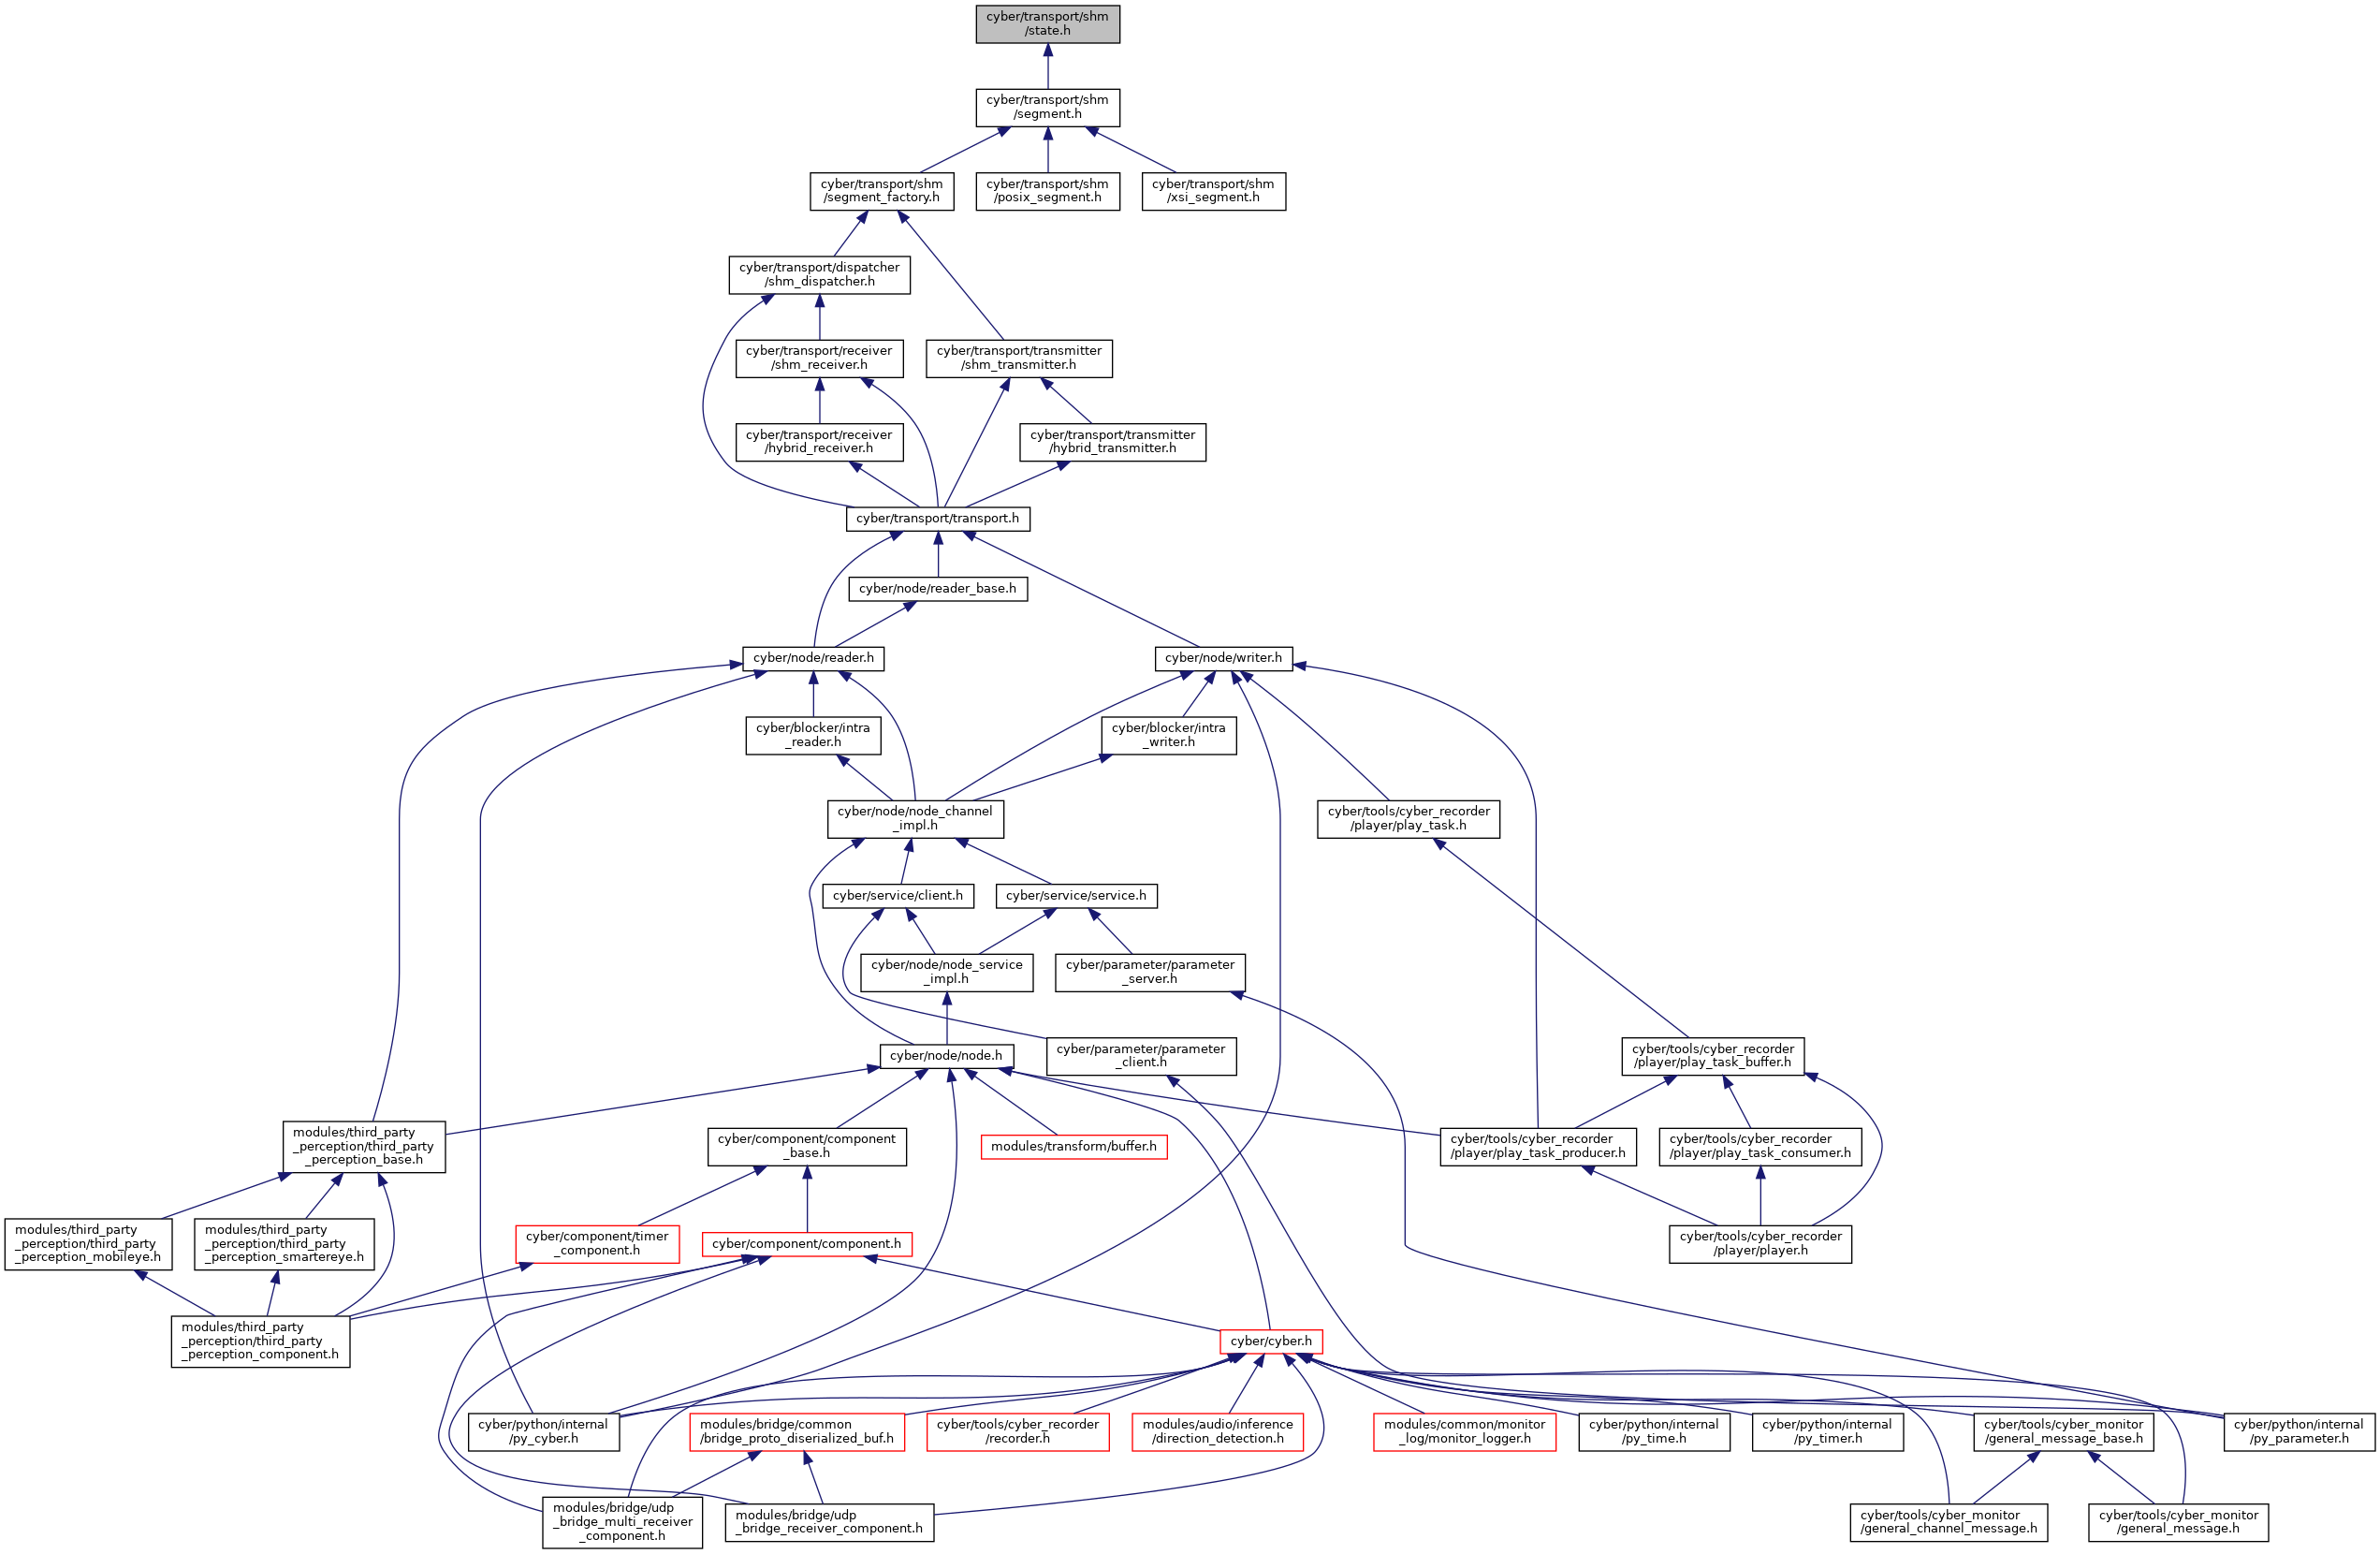 cyber/transport/shm
/state.h
cyber/transport/shm
/segment.h
cyber/transport/shm
/segment_factory.h
cyber/transport/shm
/posix_segment.h
cyber/transport/shm
/xsi_segment.h
cyber/transport/dispatcher
/shm_dispatcher.h
cyber/transport/receiver
/shm_receiver.h
cyber/transport/transmitter
/shm_transmitter.h
cyber/transport/receiver
/hybrid_receiver.h
cyber/transport/transmitter
/hybrid_transmitter.h
cyber/transport/transport.h
cyber/node/reader_base.h
cyber/node/reader.h
cyber/node/writer.h
cyber/blocker/intra
_reader.h
cyber/blocker/intra
_writer.h
cyber/node/node_channel
_impl.h
cyber/tools/cyber_recorder
/player/play_task.h
cyber/service/client.h
cyber/service/service.h
cyber/node/node_service
_impl.h
cyber/parameter/parameter
_server.h
cyber/node/node.h
cyber/parameter/parameter
_client.h
cyber/tools/cyber_recorder
/player/play_task_buffer.h
modules/third_party
_perception/third_party
_perception_base.h
cyber/component/component
_base.h
modules/transform/buffer.h
cyber/tools/cyber_recorder
/player/play_task_producer.h
cyber/tools/cyber_recorder
/player/play_task_consumer.h
modules/third_party
_perception/third_party
_perception_mobileye.h
modules/third_party
_perception/third_party
_perception_smartereye.h
cyber/component/timer
_component.h
cyber/component/component.h
cyber/tools/cyber_recorder
/player/player.h
modules/third_party
_perception/third_party
_perception_component.h
cyber/cyber.h
cyber/python/internal
/py_cyber.h
modules/bridge/common
/bridge_proto_diserialized_buf.h
cyber/tools/cyber_recorder
/recorder.h
modules/audio/inference
/direction_detection.h
modules/common/monitor
_log/monitor_logger.h
cyber/python/internal
/py_time.h
cyber/python/internal
/py_timer.h
cyber/tools/cyber_monitor
/general_message_base.h
cyber/python/internal
/py_parameter.h
modules/bridge/udp
_bridge_multi_receiver
_component.h
modules/bridge/udp
_bridge_receiver_component.h
cyber/tools/cyber_monitor
/general_channel_message.h
cyber/tools/cyber_monitor
/general_message.h